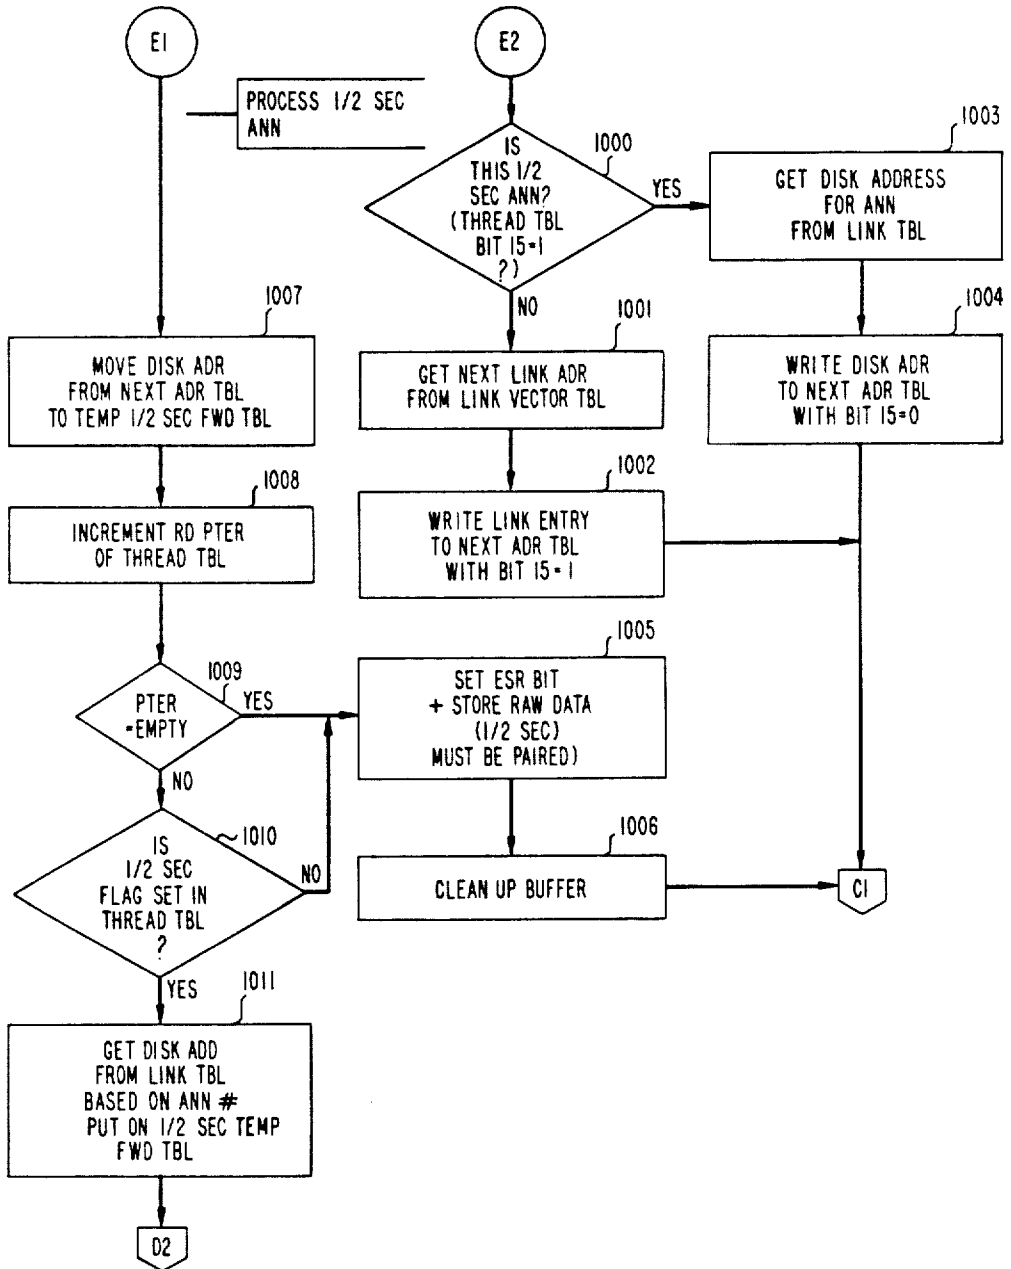 E1
E2
PROCESS 1/2 SEC
ANN
IS
THIS 1/2
SEC ANN?
(THREAD TBL
BIT 15=1
?)
1000
YES
NO
1003
GET DISK ADDRESS
FOR ANN
FROM LINK TBL
1007
MOVE DISK ADR
FROM NEXT ADR TBL
TO TEMP 1/2 SEC FWD TBL
1001
GET NEXT LINK ADR
FROM LINK VECTOR TBL
1004
WRITE DISK ADR
TO NEXT ADR TBL
WITH BIT 15=0
1008
INCREMENT RD PTER
OF THREAD TBL
1002
WRITE LINK ENTRY
TO NEXT ADR TBL
WITH BIT 15=1
1009
PTER
=EMPTY
YES
NO
1005
SET ESR BIT
+ STORE RAW DATA
(1/2 SEC)
MUST BE PAIRED)
1010
IS
1/2 SEC
FLAG SET IN
THREAD TBL
?
NO
YES
1006
CLEAN UP BUFFER
C1
1011
GET DISK ADD
FROM LINK TBL
BASED ON ANN #
PUT ON 1/2 SEC TEMP
FWD TBL
D2